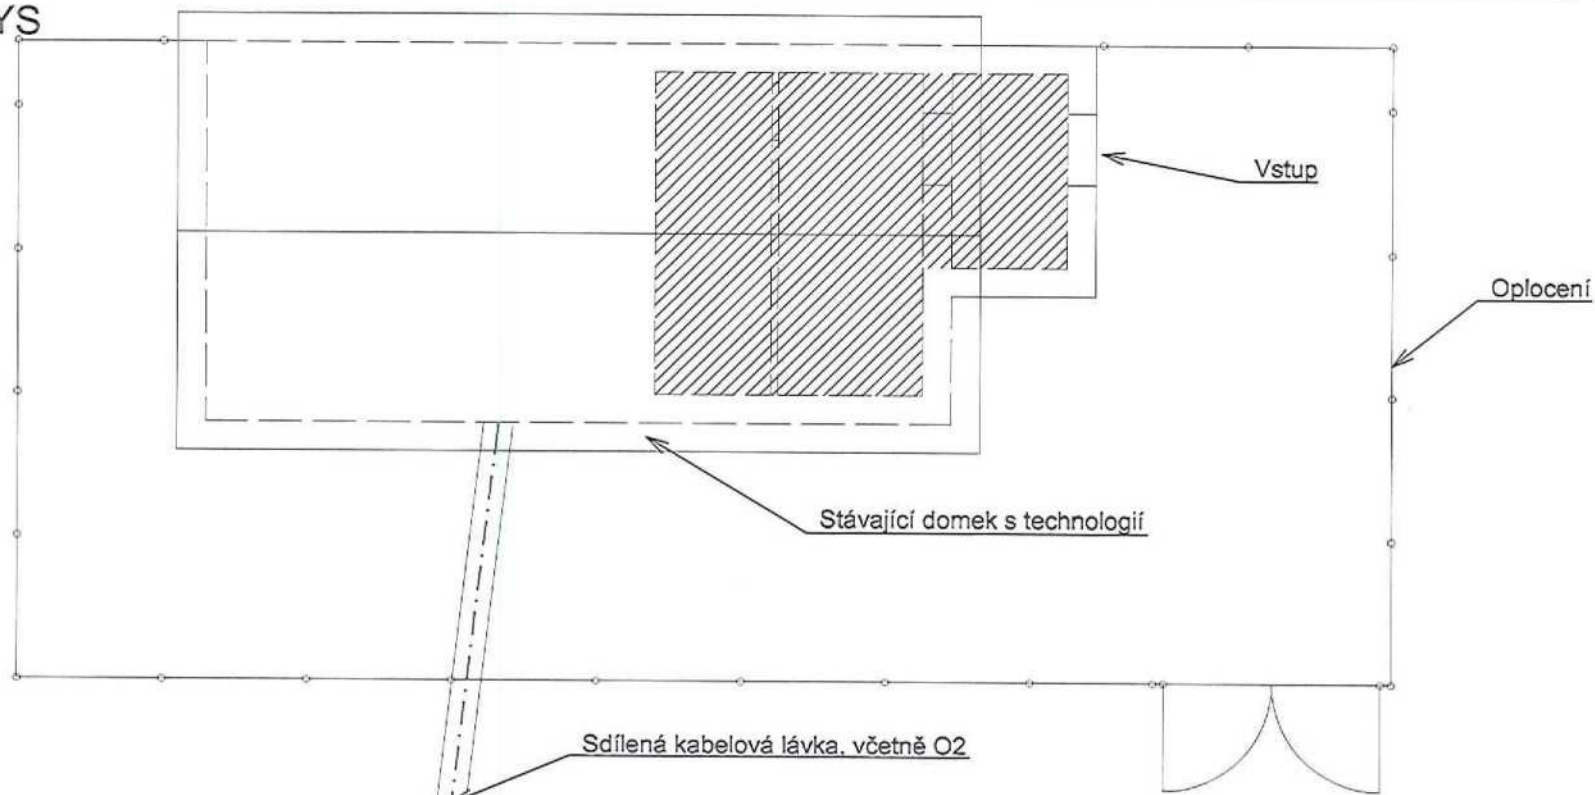 YS
Vstup
Oplocení
Stávající domek s technologií
Sdílená kabelová lávka, včetně O2